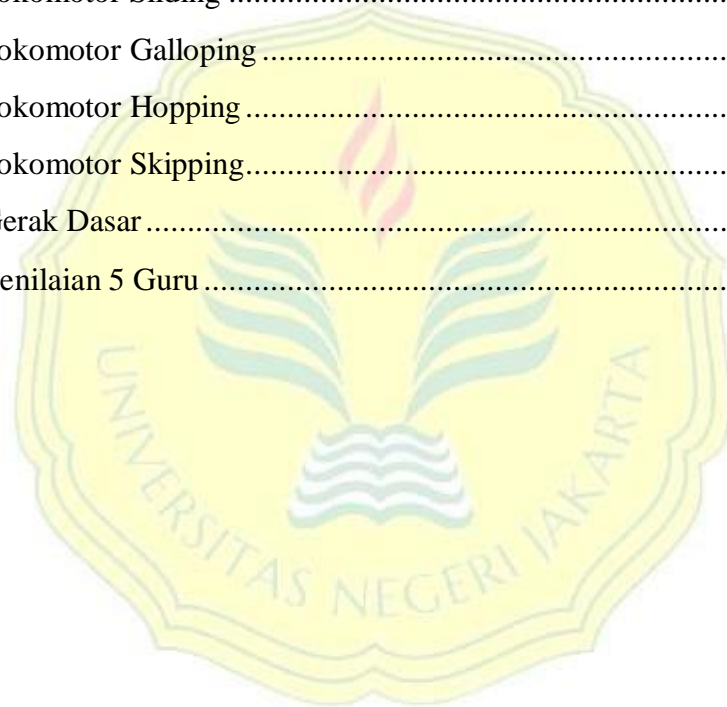 okomotor Sliding ........................................................
okomotor Galloping ........................................................
okomotor Hopping ........................................................
okomotor Skipping........................................................
erak Dasar ........................................................
enilaian 5 Guru ........................................................
UNIVERSITAS NEGERI JAKARTA